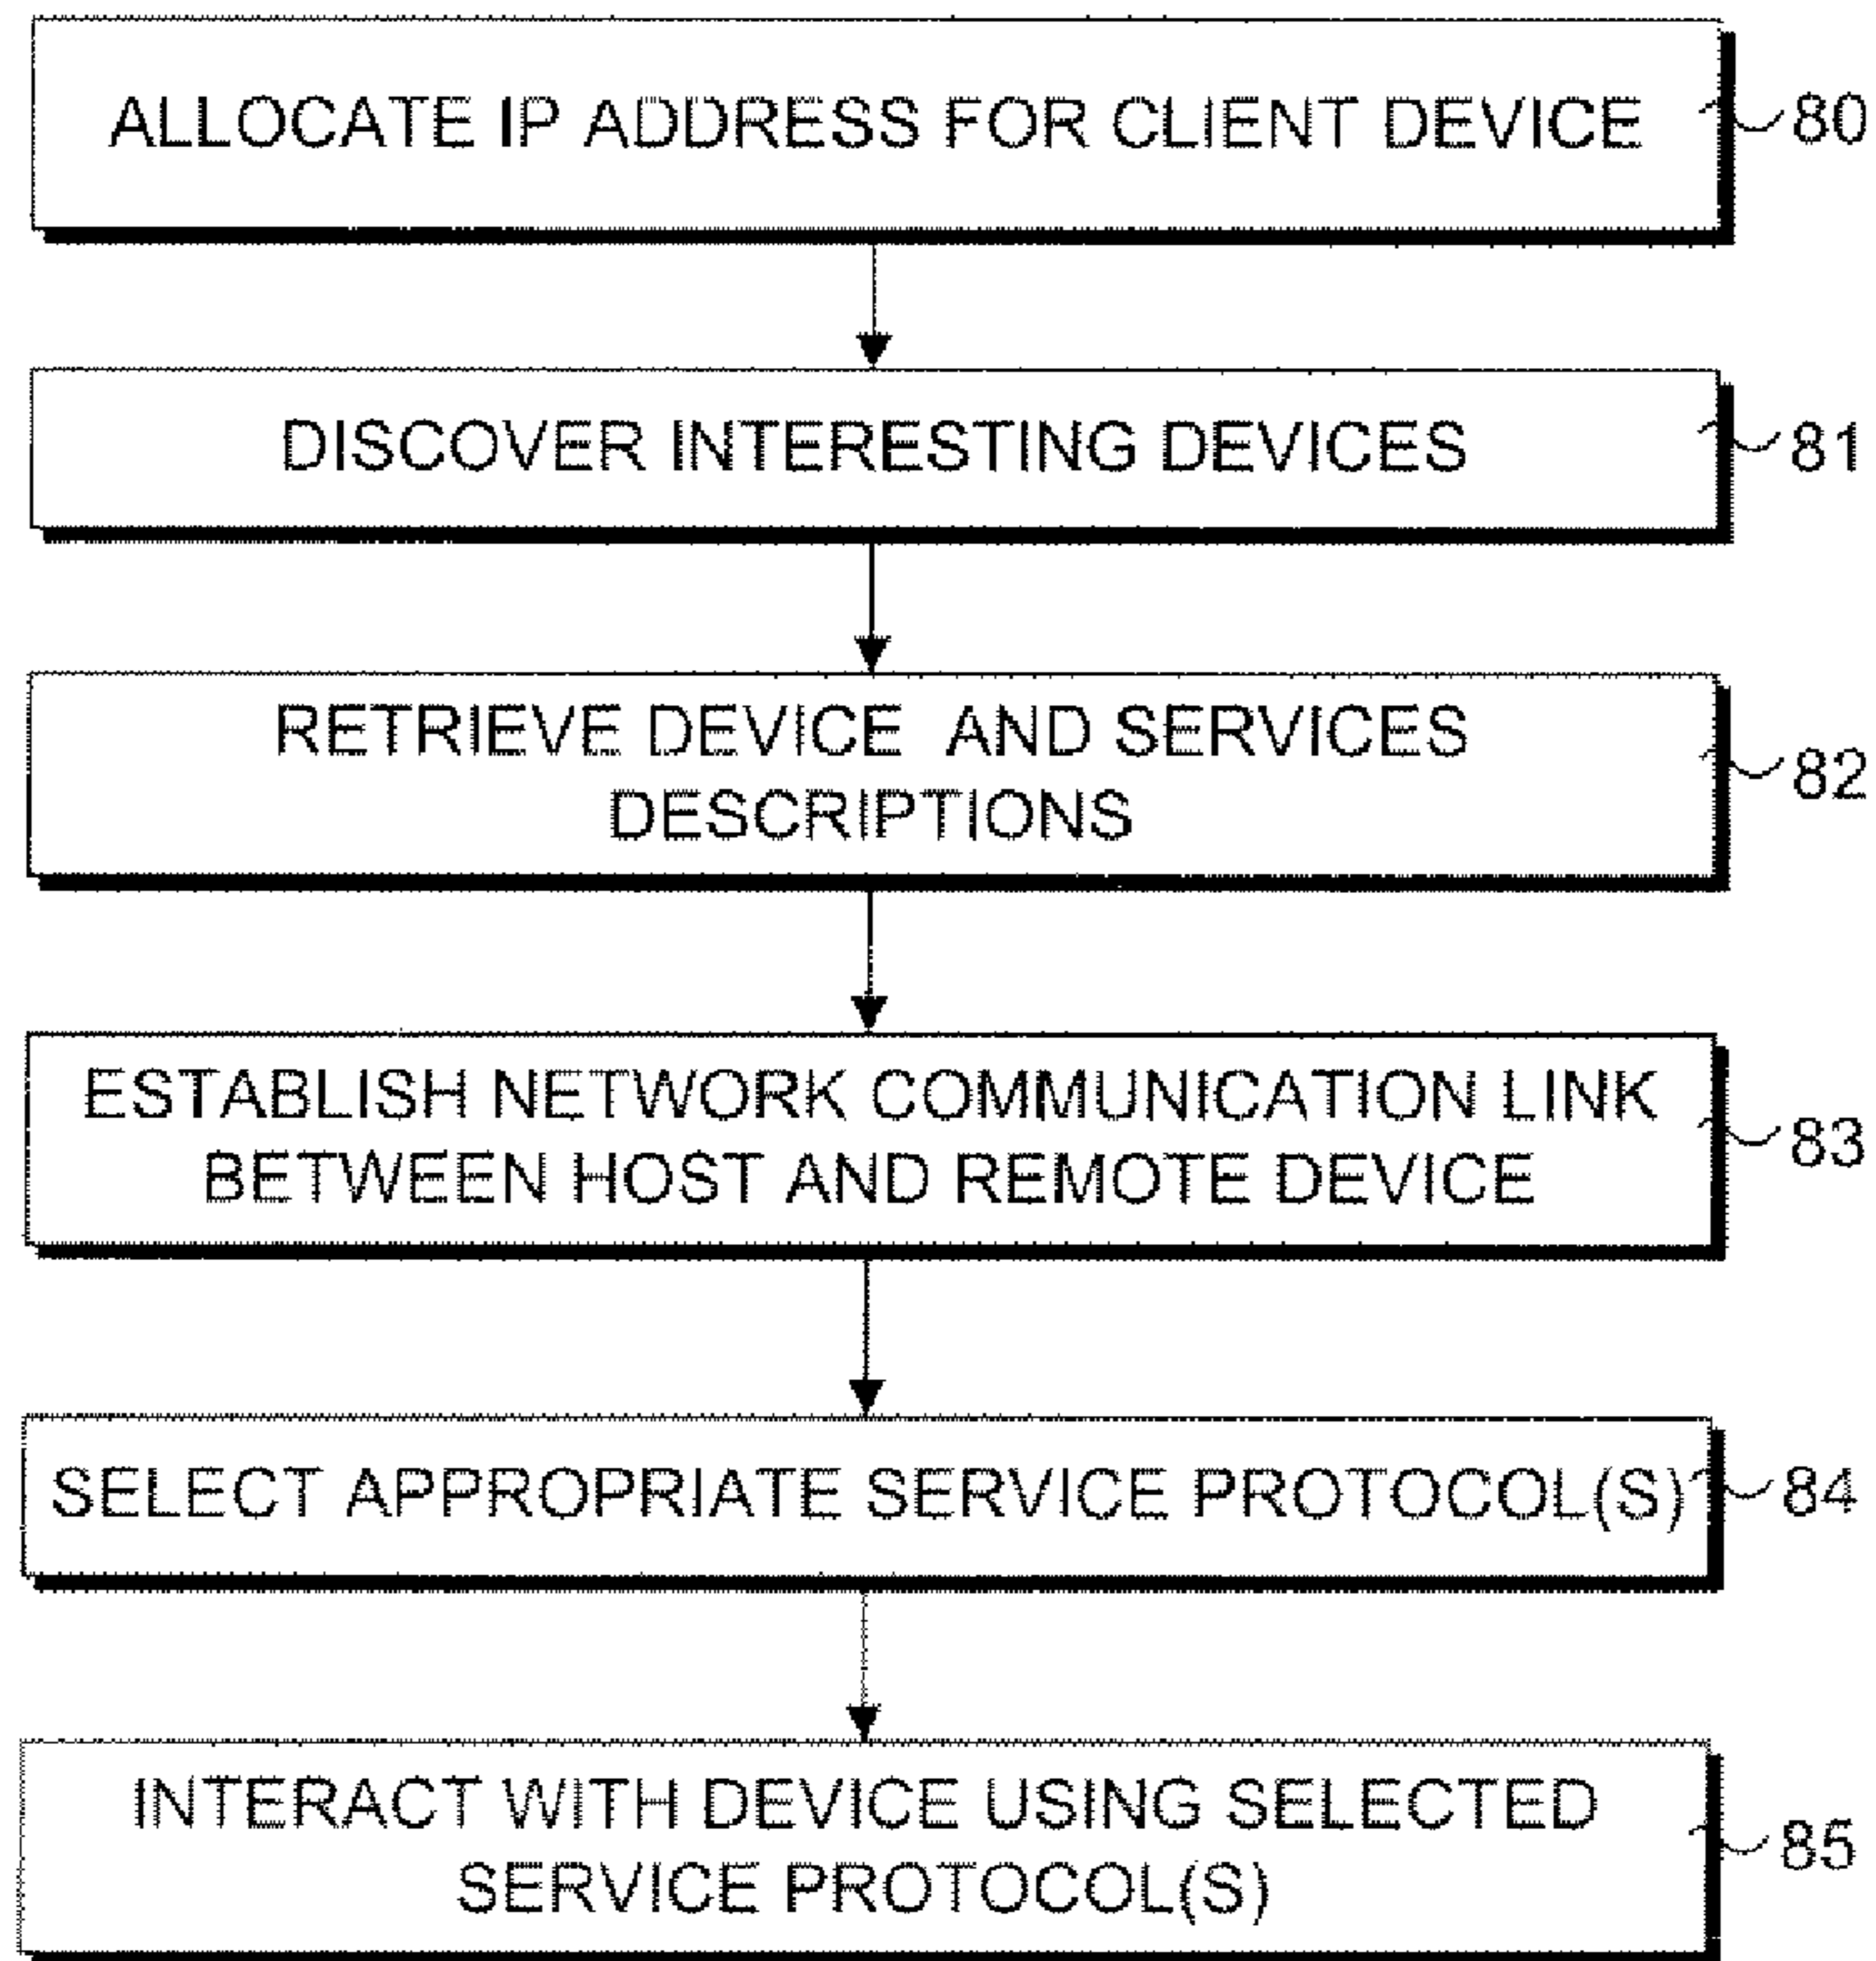 ALLOCATE IP ADDRESS FOR CLIENT DEVICE 80
DISCOVER INTERESTING DEVICES 81
RETRIEVE DEVICE AND SERVICES
DESCRIPTIONS
82
ESTABLISH NETWORK COMMUNICATION LINK
BETWEEN HOST AND REMOTE DEVICE
83
SELECT APPROPRIATE SERVICE PROTOCOL(S) 84
INTERACT WITH DEVICE USING SELECTED
SERVICE PROTOCOL(S)
85